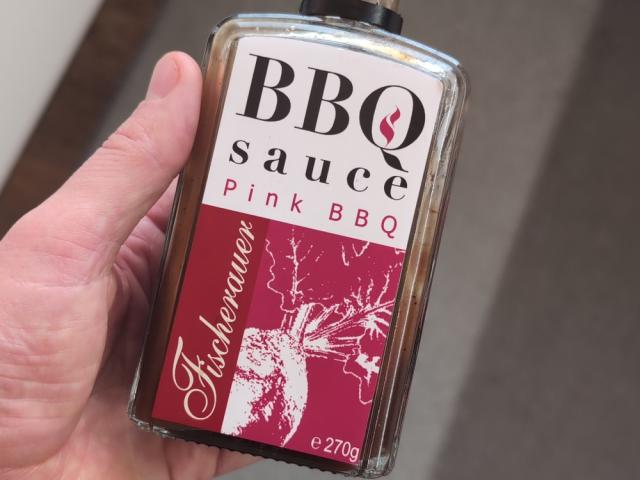 BBQ
sauce
Pink BBQ
Fischerauer
℮ 270g